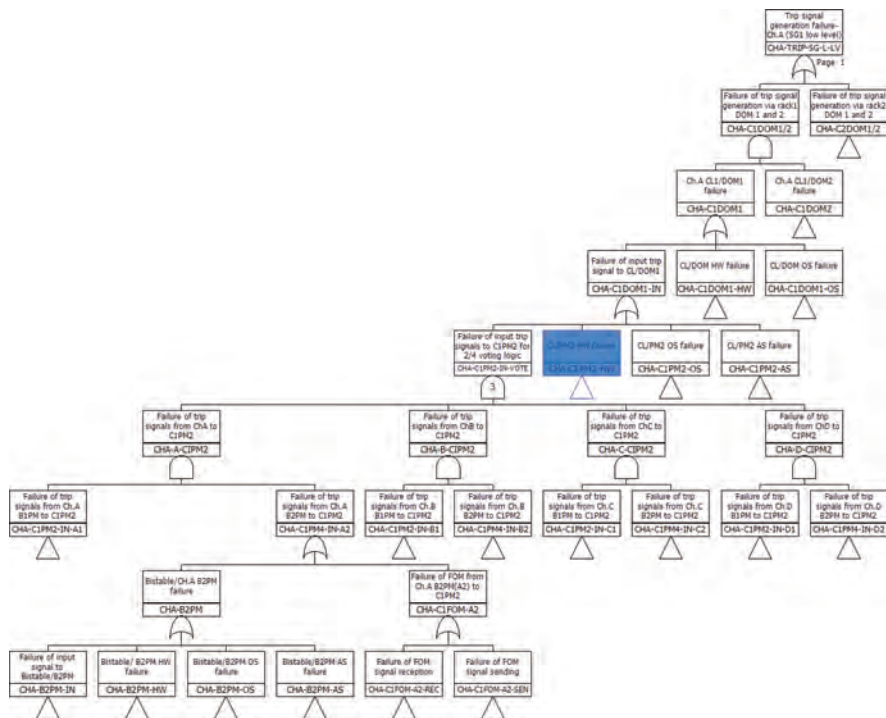 Trip signal
generation failure-
Ch.A (SG1 low level)
CHA-TRIP-SG-L-LV
Page 1
Failure of trip signal
generation via rack1
DOM 1 and 2
CHA-C1DOM1/2
Failure of trip signal
generation via rack2
DOM 1 and 2
CHA-C2DOM1/2
Ch.A CL1/DOM1
failure
CHA-C1DOM1
Ch.A CL1/DOM2
failure
CHA-C1DOM2
Failure of input trip
signal to CL/DOM1
CHA-C1DOM1-IN
CL/DOM HW failure
CHA-C1DOM1-HW
CL/DOM OS failure
CHA-C1DOM1-OS
Failure of input trip
signals to C1PM2 for
2/4 voting logic
CHA-C1PM2-IN-VOTE
CL/PM2 HW failure
CHA-C1PM2-HW
CL/PM2 OS failure
CHA-C1PM2-OS
CL/PM2 AS failure
CHA-C1PM2-AS
3
Failure of trip
signals from ChA to
C1PM2
CHA-A-CIPM2
Failure of trip
signals from ChB to
C1PM2
CHA-B-CIPM2
Failure of trip
signals from ChC to
C1PM2
CHA-C-CIPM2
Failure of trip
signals from ChD to
C1PM2
CHA-D-CIPM2
Failure of trip
signals from Ch.A
B1PM to C1PM2
CHA-C1PM2-IN-A1
Failure of trip
signals from Ch.A
B2PM to C1PM2
CHA-C1PM4-IN-A2
Failure of trip
signals from Ch.B
B1PM to C1PM2
CHA-C1PM2-IN-B1
Failure of trip
signals from Ch.B
B2PM to C1PM2
CHA-C1PM4-IN-B2
Failure of trip
signals from Ch.C
B1PM to C1PM2
CHA-C1PM2-IN-C1
Failure of trip
signals from Ch.C
B2PM to C1PM2
CHA-C1PM4-IN-C2
Failure of trip
signals from Ch.D
B1PM to C1PM2
CHA-C1PM2-IN-D1
Failure of trip
signals from Ch.D
B2PM to C1PM2
CHA-C1PM4-IN-D2
Bistable/Ch.A B2PM
failure
CHA-B2PM
Failure of FOM from
Ch.A B2PM(A2) to
C1PM2
CHA-C1FOM-A2
Failure of input
signal to
Bistable/B2PM
CHA-B2PM-IN
Bistable/ B2PM HW
failure
CHA-B2PM-HW
Bistable/B2PM OS
failure
CHA-B2PM-OS
Bistable/B2PM AS
failure
CHA-B2PM-AS
Failure of FOM
signal reception
CHA-C1FOM-A2-REC
Failure of FOM
signal sending
CHA-C1FOM-A2-SEN